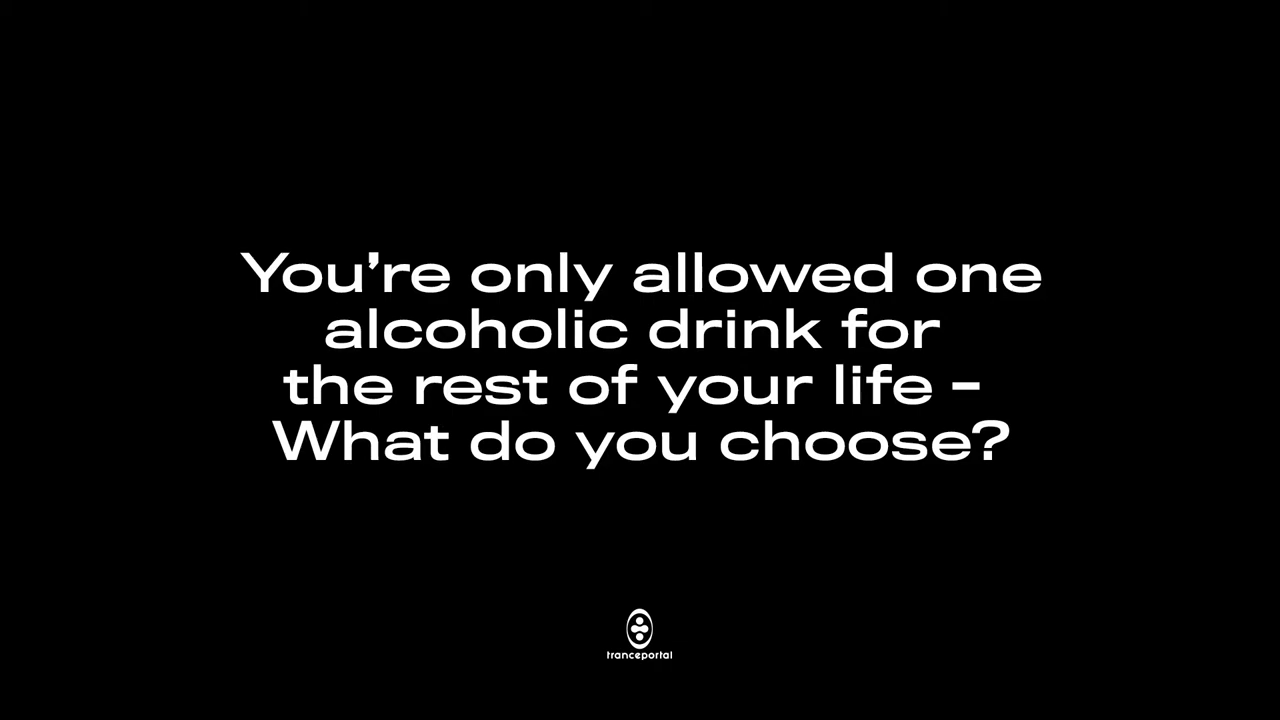 You’re only allowed one
alcoholic drink for
the rest of your life –
What do you choose?
tranceportal